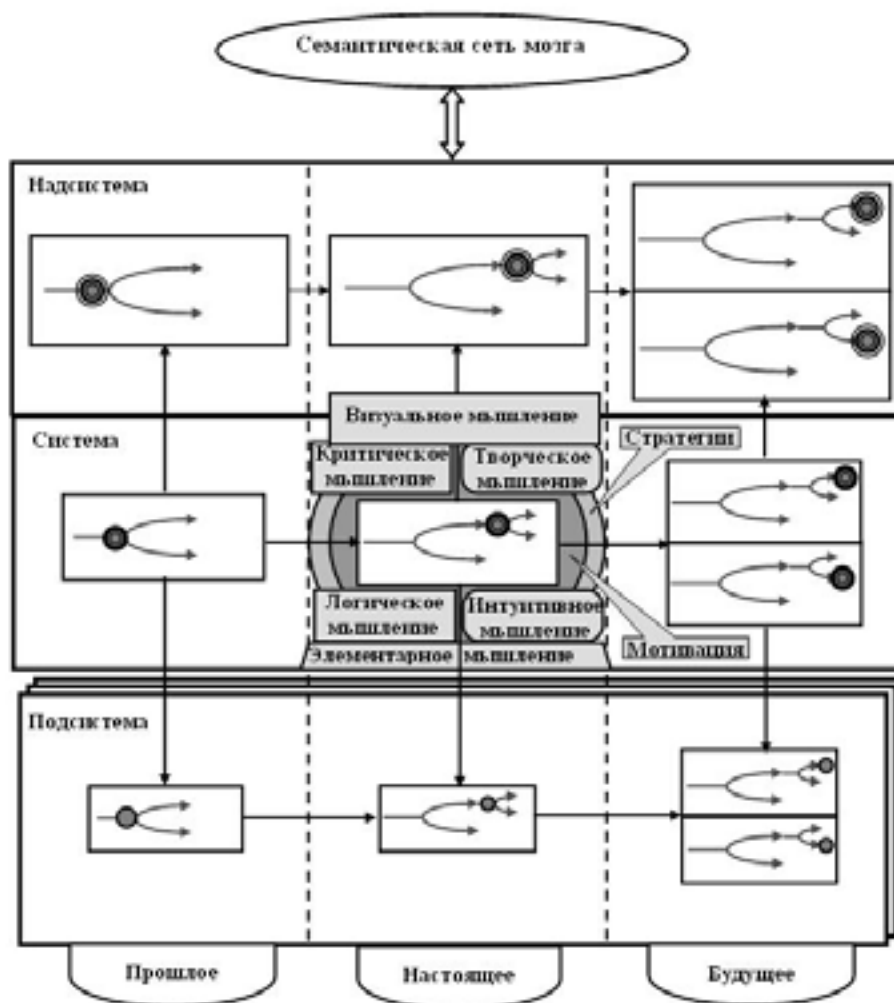 Семантическая сеть мозга
Надсистема
Визуальное мышление
Система
Стратегии
Критическое
мышление
Творческое
мышление
Логическое
мышление
Интуитивное
мышление
Мотивация
Элементарное мышление
Подсистема
Прошлое
Настоящее
Будущее